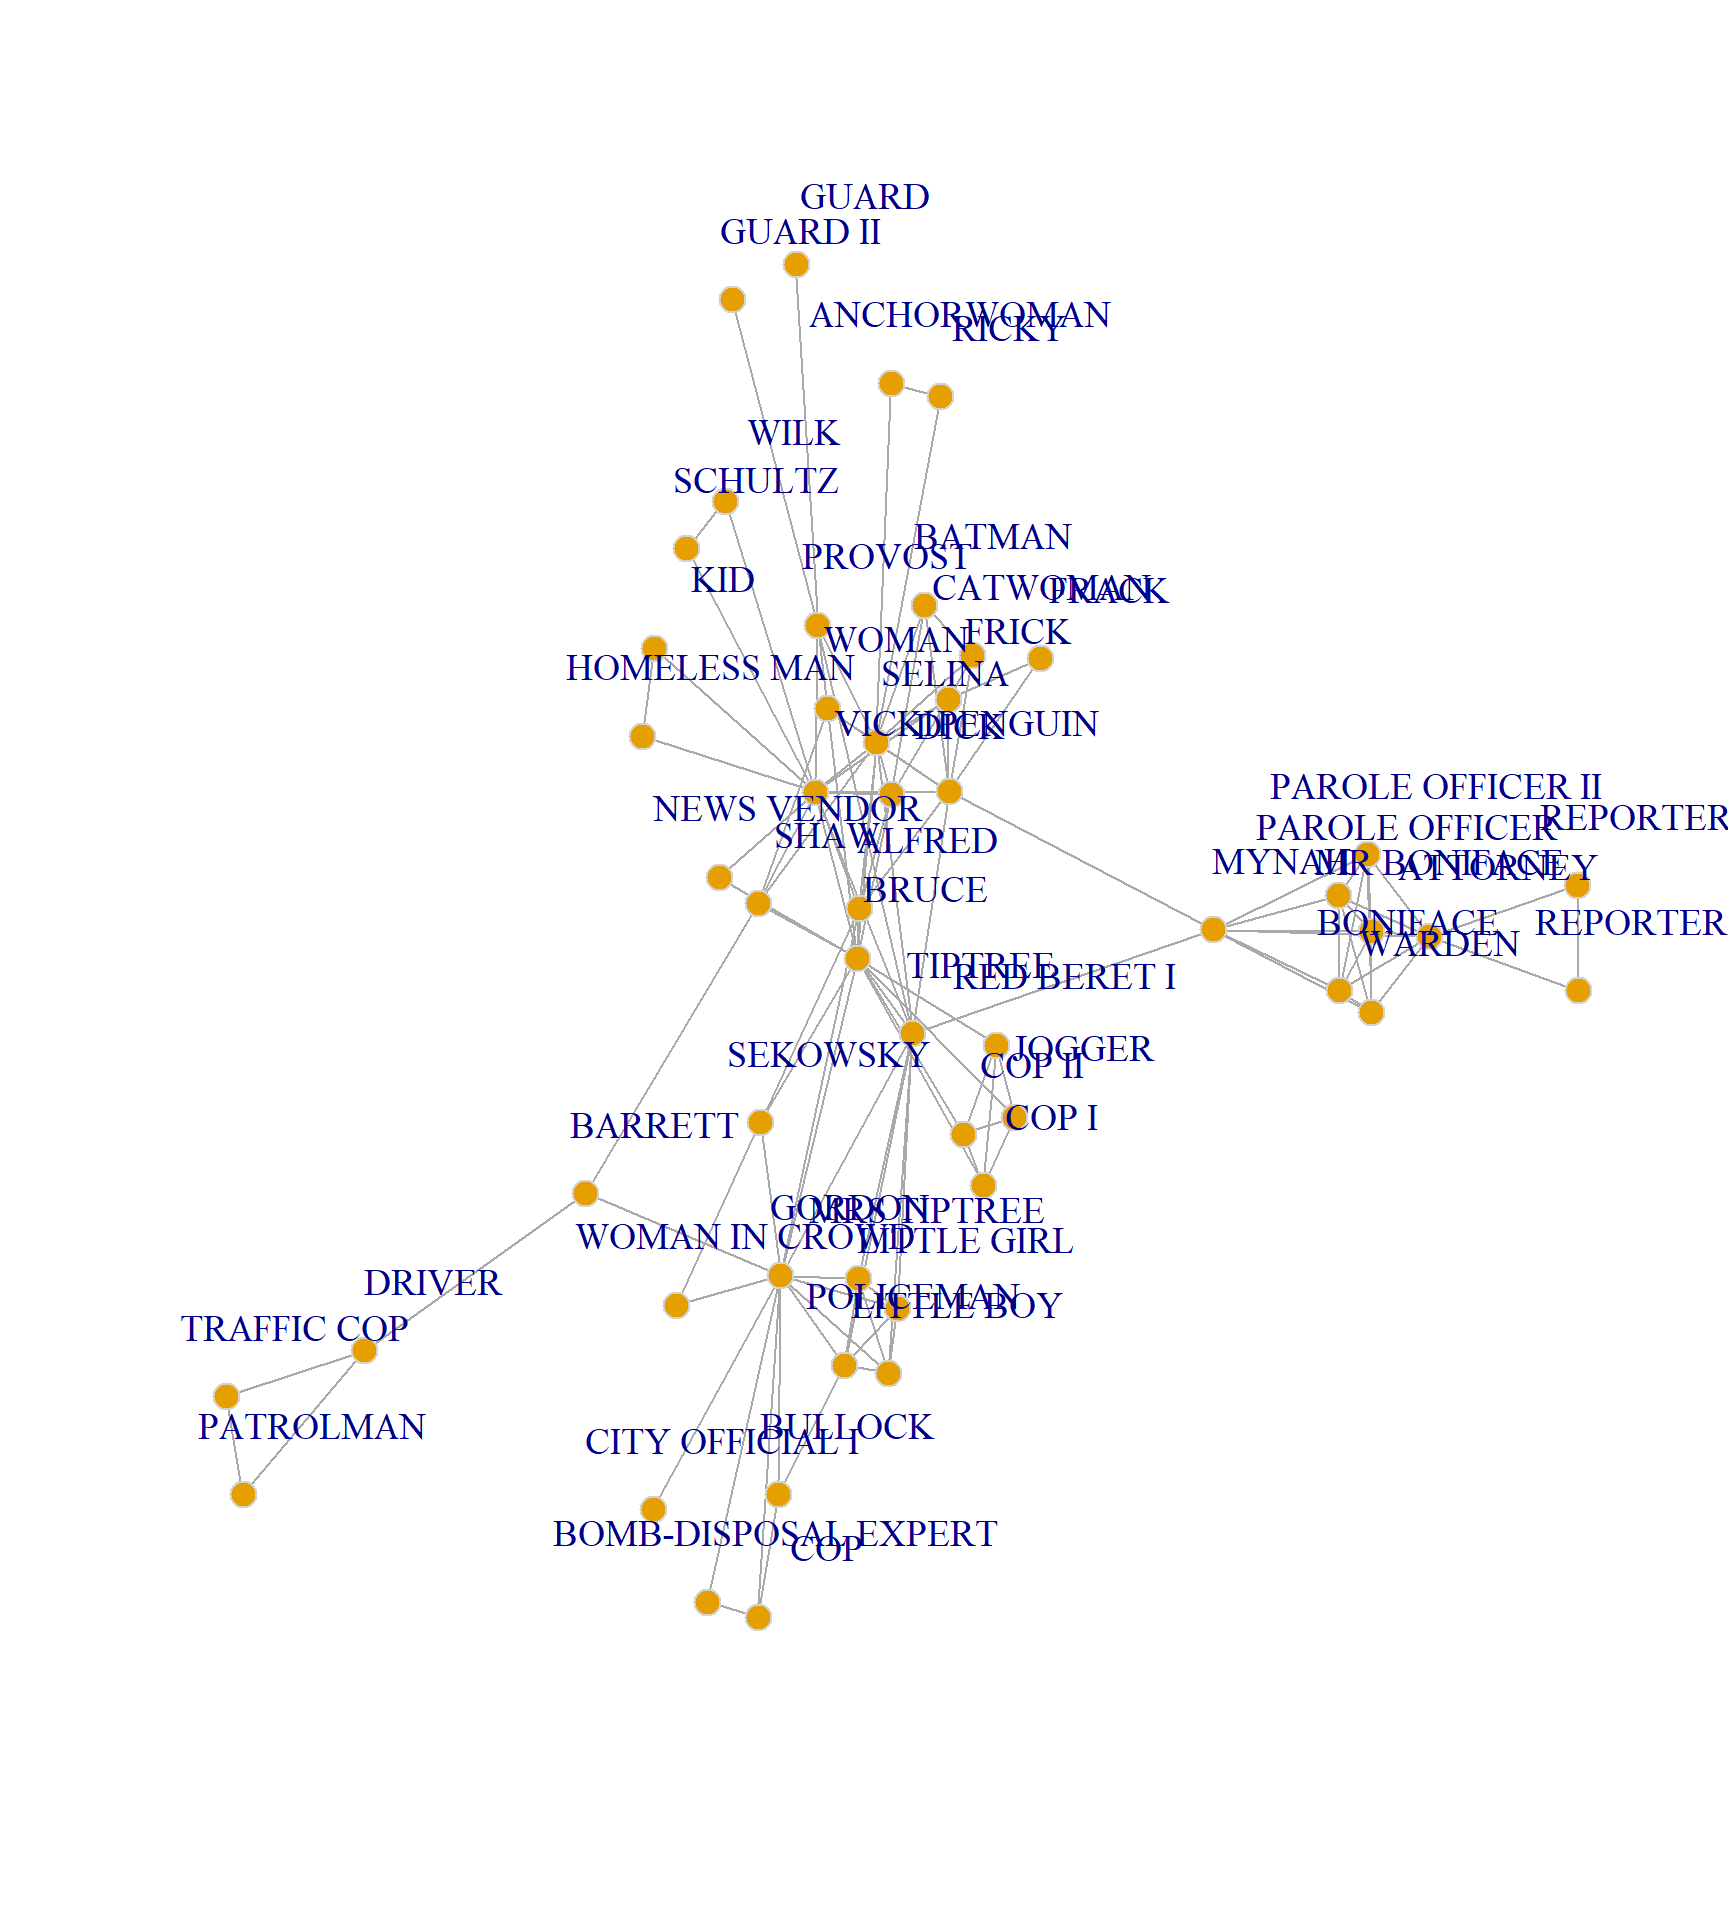 GUARD
GUARD II
ANCHORWOMAN
RICKY
WILK
SCHULTZ
BATMAN
PROVOST
KID
CATWOMAN
FRACK
WOMAN
FRICK
HOMELESS MAN
SELINA
VICKI
DICK
PENGUIN
PAROLE OFFICER II
NEWS VENDOR
REPORTER
PAROLE OFFICER
SHAW
ALFRED
MYNAH
MR BONIFACE
ATTORNEY
BRUCE
BONIFACE
REPORTER
WARDEN
TIPTREE
RED BERET I
SEKOWSKY
JOGGER
COP II
BARRETT
COP I
GORDON
MRS TIPTREE
WOMAN IN CROWD
LITTLE GIRL
DRIVER
POLICEMAN
LITTLE BOY
TRAFFIC COP
PATROLMAN
BULLOCK
CITY OFFICIAL I
BOMB-DISPOSAL EXPERT
COP